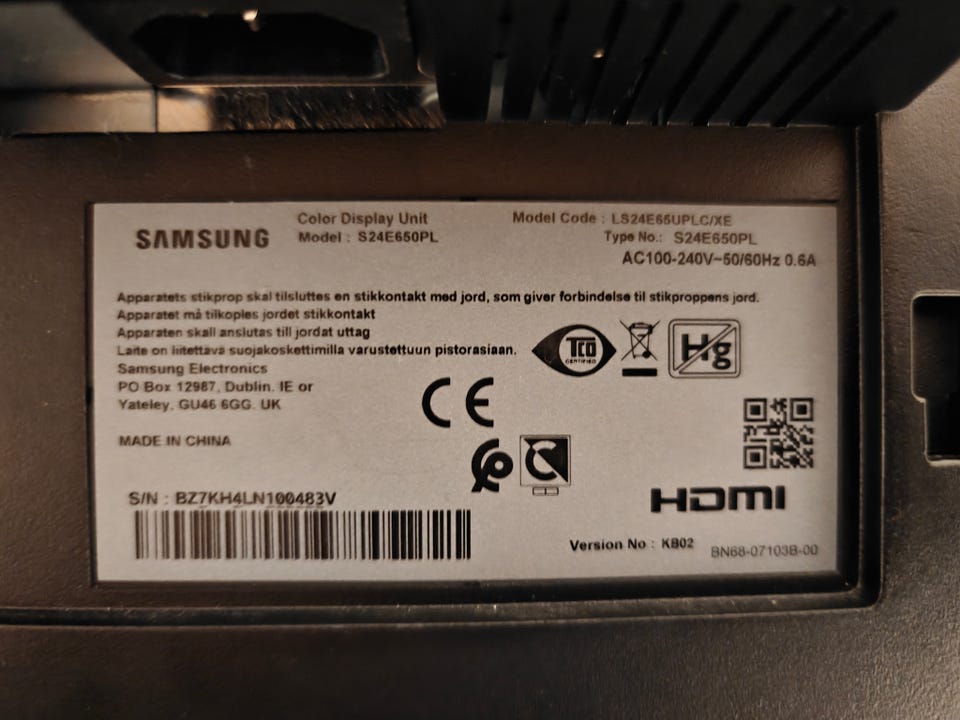 SAMSUNG
Color Display Unit
Model : S24E650PL
Model Code : LS24E65UPLC/XE
Type No.: S24E650PL
AC100-240V~50/60Hz 0.6A
Apparatets stikprop skal tilsluttes en stikkontakt med jord, som giver forbindelse til stikproppens jord.
Apparatet må tilkoples jordet stikkontakt
Apparaten skall anslutas till jordat uttag
Laite on liitettävä suojakoskettimilla varustettuun pistorasiaan.
Samsung Electronics
PO Box 12987, Dublin. IE or
Yateley, GU46 6GG. UK
TCO
CERTIFIED
Hg
CE
MADE IN CHINA
S/N : BZ7KH4LN100483V
HDMI
Version No : KB02
BN68-07103B-00